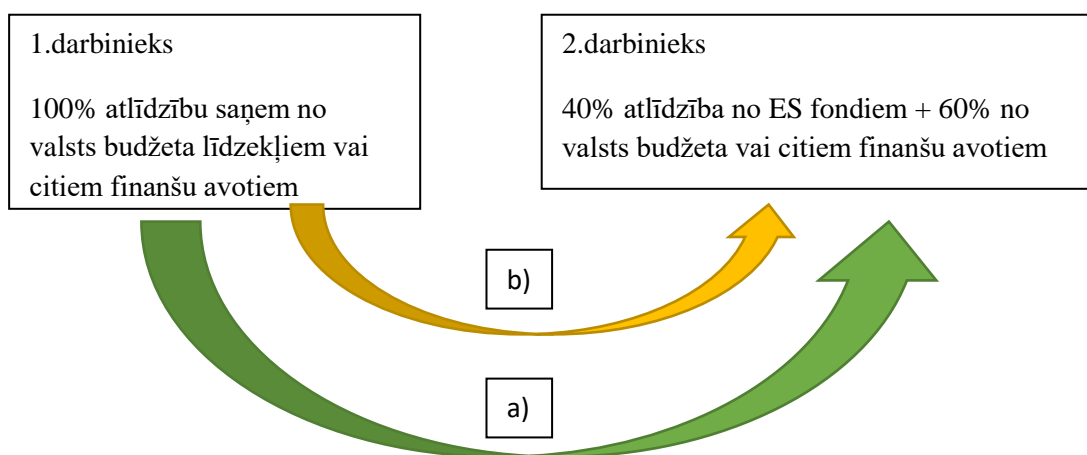 1.darbinieks
100% atlīdzību saņem no
valsts budžeta līdzekļiem vai
citiem finanšu avotiem
2.darbinieks
40% atlīdzība no ES fondiem + 60% no
valsts budžeta vai citiem finanšu avotiem
b)
a)